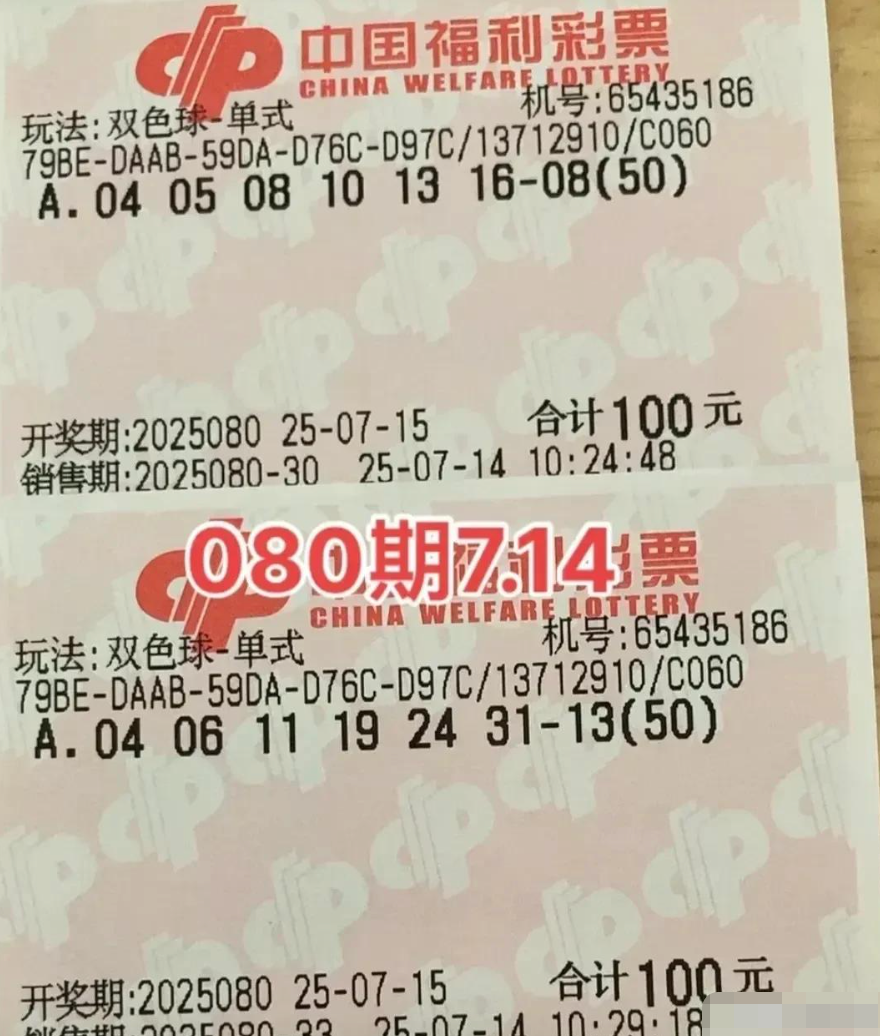 中国福利彩票
CHINA WELFARE LOTTERY
机号:65435186
玩法:双色球-单式
79BE-DAAB-59DA-D76C-D97C/13712910/C060
A. 04 05 08 10 13 16-08(50)
开奖期:2025080 25-07-15 合计100元
销售期:2025080-30 25-07-14 10:24:48
080期7.14
彩票
CHINA WELFARE LOTTERY
机号:65435186
玩法:双色球-单式
79BE-DAAB-59DA-D76C-D97C/13712910/C060
A. 04 06 11 19 24 31-13(50)
开奖期:2025080 25-07-15 合计100元
销售期:2025080-33 25-07-14 10:29:18